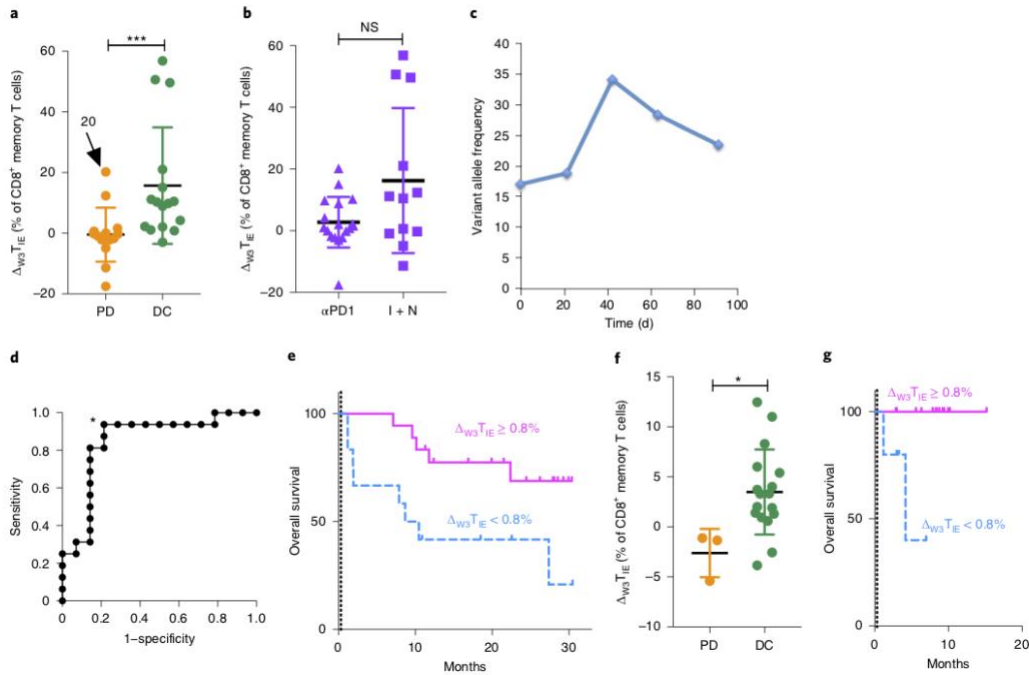 a
***
ΔW3TIE (% of CD8+ memory T cells)
60
40
20
0
−20
20
PD
DC
b
NS
ΔW3TIE (% of CD8+ memory T cells)
60
40
20
0
−20
αPD1
I + N
c
Variant allele frequency
40
35
30
25
20
15
10
5
0
0
20
40
60
80
100
Time (d)
d
*
Sensitivity
1.0
0.8
0.6
0.4
0.2
0
0
0.2
0.4
0.6
0.8
1.0
1−specificity
e
Overall survival
100
50
0
ΔW3TIE ≥ 0.8%
ΔW3TIE < 0.8%
0
10
20
30
Months
f
*
ΔW3TIE (% of CD8+ memory T cells)
15
10
5
0
−5
−10
PD
DC
g
Overall survival
100
50
0
ΔW3TIE ≥ 0.8%
ΔW3TIE < 0.8%
0
10
20
Months